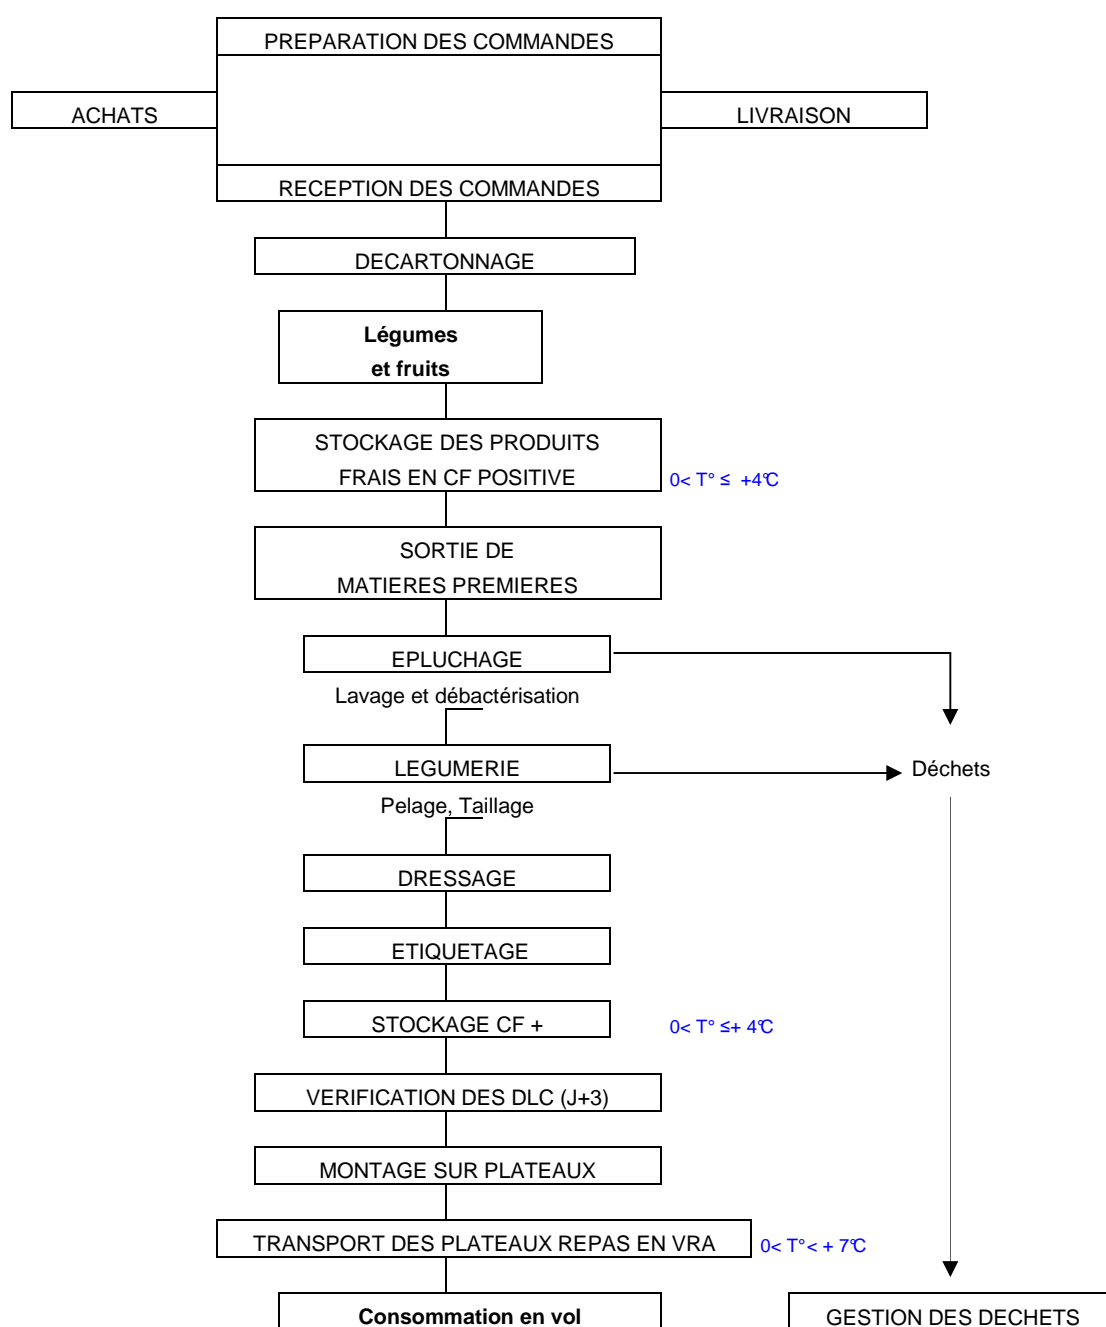 PREPARATION DES COMMANDES
ACHATS
LIVRAISON
RECEPTION DES COMMANDES
DECARTONNAGE
Légumes
et fruits
STOCKAGE DES PRODUITS
FRAIS EN CF POSITIVE
0< T° ≤ +4°C
SORTIE DE
MATIERES PREMIERES
EPLUCHAGE
Lavage et débactérisation
LEGUMERIE
Déchets
Pelage, Taillage
DRESSAGE
ETIQUETAGE
STOCKAGE CF +
0< T° ≤+ 4°C
VERIFICATION DES DLC (J+3)
MONTAGE SUR PLATEAUX
TRANSPORT DES PLATEAUX REPAS EN VRA
0< T°< + 7°C
Consommation en vol
GESTION DES DECHETS